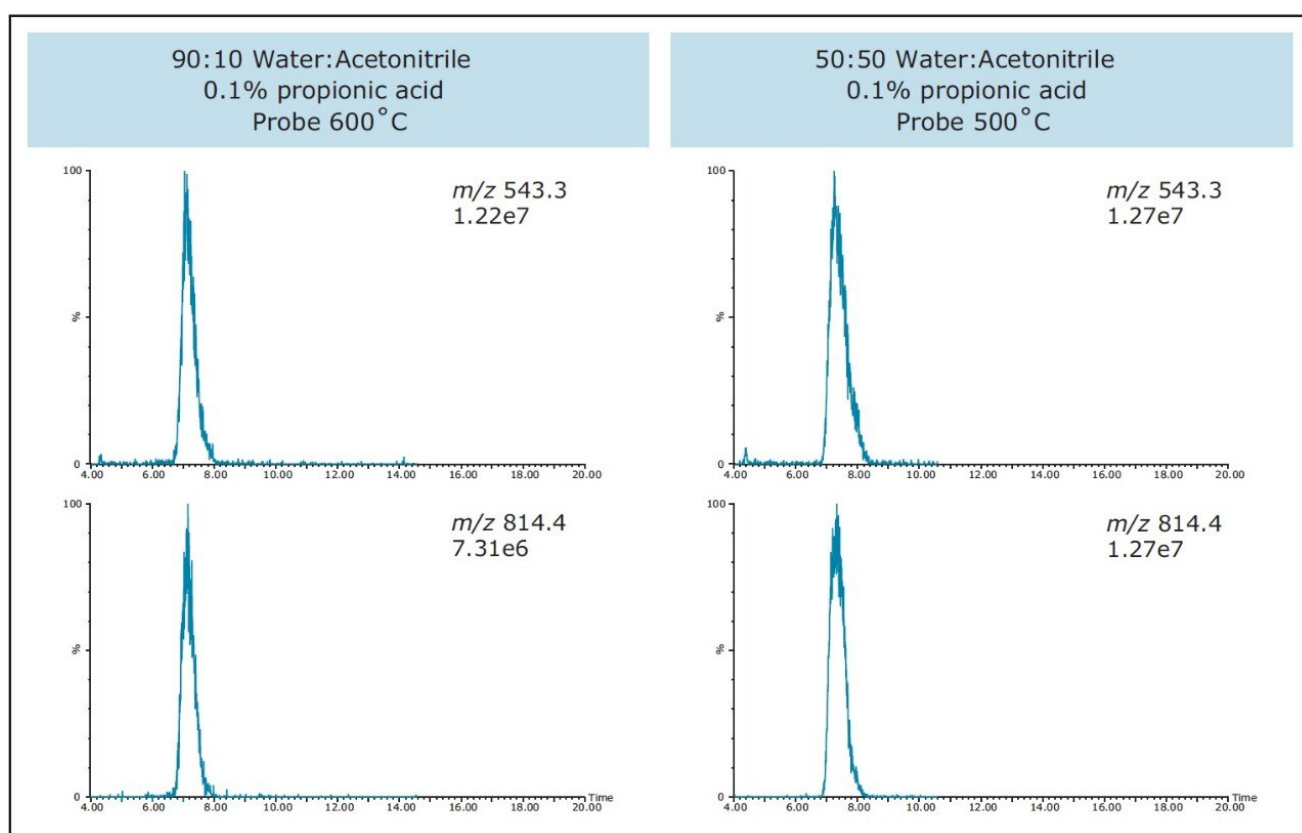 90:10 Water:Acetonitrile
0.1% propionic acid
Probe 600˚C
50:50 Water:Acetonitrile
0.1% propionic acid
Probe 500˚C
100
%
0
m/z 543.3
1.22e7
4.00 6.00 8.00 10.00 12.00 14.00 16.00 18.00 20.00
100
%
0
m/z 543.3
1.27e7
4.00 6.00 8.00 10.00 12.00 14.00 16.00 18.00 20.00
100
%
0
m/z 814.4
7.31e6
Time
4.00 6.00 8.00 10.00 12.00 14.00 16.00 18.00 20.00
100
%
0
m/z 814.4
1.27e7
Time
4.00 6.00 8.00 10.00 12.00 14.00 16.00 18.00 20.00